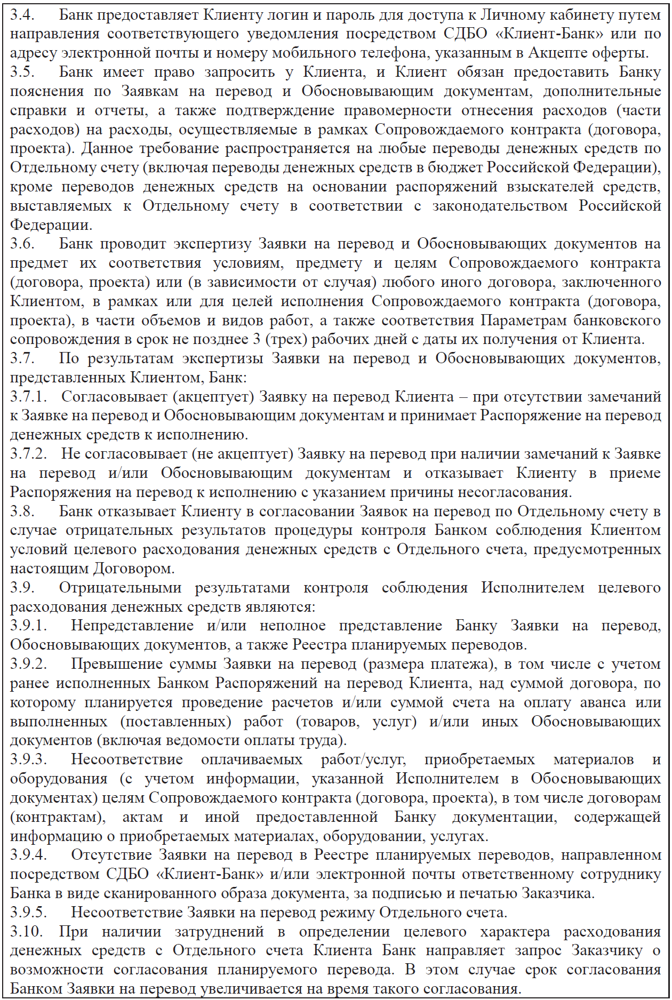 3.4. Банк предоставляет Клиенту логин и пароль для доступа к Личному кабинету путем
направления соответствующего уведомления посредством СДБО «Клиент-Банк» или по
адресу электронной почты и номеру мобильного телефона, указанным в Акцепте оферты.
3.5. Банк имеет право запросить у Клиента, и Клиент обязан предоставить Банку
пояснения по Заявкам на перевод и Обосновывающим документам, дополнительные
справки и отчеты, а также подтверждение правомерности отнесения расходов (части
расходов) на расходы, осуществляемые в рамках Сопровождаемого контракта (договора,
проекта). Данное требование распространяется на любые переводы денежных средств по
Отдельному счету (включая переводы денежных средств в бюджет Российской Федерации),
кроме переводов денежных средств на основании распоряжений взыскателей средств,
выставляемых к Отдельному счету в соответствии с законодательством Российской
Федерации.
3.6. Банк проводит экспертизу Заявки на перевод и Обосновывающих документов на
предмет их соответствия условиям, предмету и целям Сопровождаемого контракта
(договора, проекта) или (в зависимости от случая) любого иного договора, заключенного
Клиентом, в рамках или для целей исполнения Сопровождаемого контракта (договора,
проекта), в части объемов и видов работ, а также соответствия Параметрам банковского
сопровождения в срок не позднее 3 (трех) рабочих дней с даты их получения от Клиента.
3.7. По результатам экспертизы Заявки на перевод и Обосновывающих документов,
представленных Клиентом, Банк:
3.7.1. Согласовывает (акцептует) Заявку на перевод Клиента – при отсутствии замечаний
к Заявке на перевод и Обосновывающим документам и принимает Распоряжение на перевод
денежных средств к исполнению.
3.7.2. Не согласовывает (не акцептует) Заявку на перевод при наличии замечаний к Заявке
на перевод и/или Обосновывающим документам и отказывает Клиенту в приеме
Распоряжения на перевод к исполнению с указанием причины несогласования.
3.8. Банк отказывает Клиенту в согласовании Заявок на перевод по Отдельному счету в
случае отрицательных результатов процедуры контроля Банком соблюдения Клиентом
условий целевого расходования денежных средств с Отдельного счета, предусмотренных
настоящим Договором.
3.9. Отрицательными результатами контроля соблюдения Исполнителем целевого
расходования денежных средств являются:
3.9.1. Непредставление и/или неполное представление Банку Заявки на перевод,
Обосновывающих документов, а также Реестра планируемых переводов.
3.9.2. Превышение суммы Заявки на перевод (размера платежа), в том числе с учетом
ранее исполненных Банком Распоряжений на перевод Клиента, над суммой договора, по
которому планируется проведение расчетов и/или суммой счета на оплату аванса или
выполненных (поставленных) работ (товаров, услуг) и/или иных Обосновывающих
документов (включая ведомости оплаты труда).
3.9.3. Несоответствие оплачиваемых работ/услуг, приобретаемых материалов и
оборудования (с учетом информации, указанной Исполнителем в Обосновывающих
документах) целям Сопровождаемого контракта (договора, проекта), в том числе договорам
(контрактам), актам и иной предоставленной Банку документации, содержащей
информацию о приобретаемых материалах, оборудовании, услугах.
3.9.4. Отсутствие Заявки на перевод в Реестре планируемых переводов, направленном
посредством СДБО «Клиент-Банк» и/или электронной почты ответственному сотруднику
Банка в виде сканированного образа документа, за подписью и печатью Заказчика.
3.9.5. Несоответствие Заявки на перевод режиму Отдельного счета.
3.10. При наличии затруднений в определении целевого характера расходования
денежных средств с Отдельного счета Клиента Банк направляет запрос Заказчику о
возможности согласования планируемого перевода. В этом случае срок согласования
Банком Заявки на перевод увеличивается на время такого согласования.